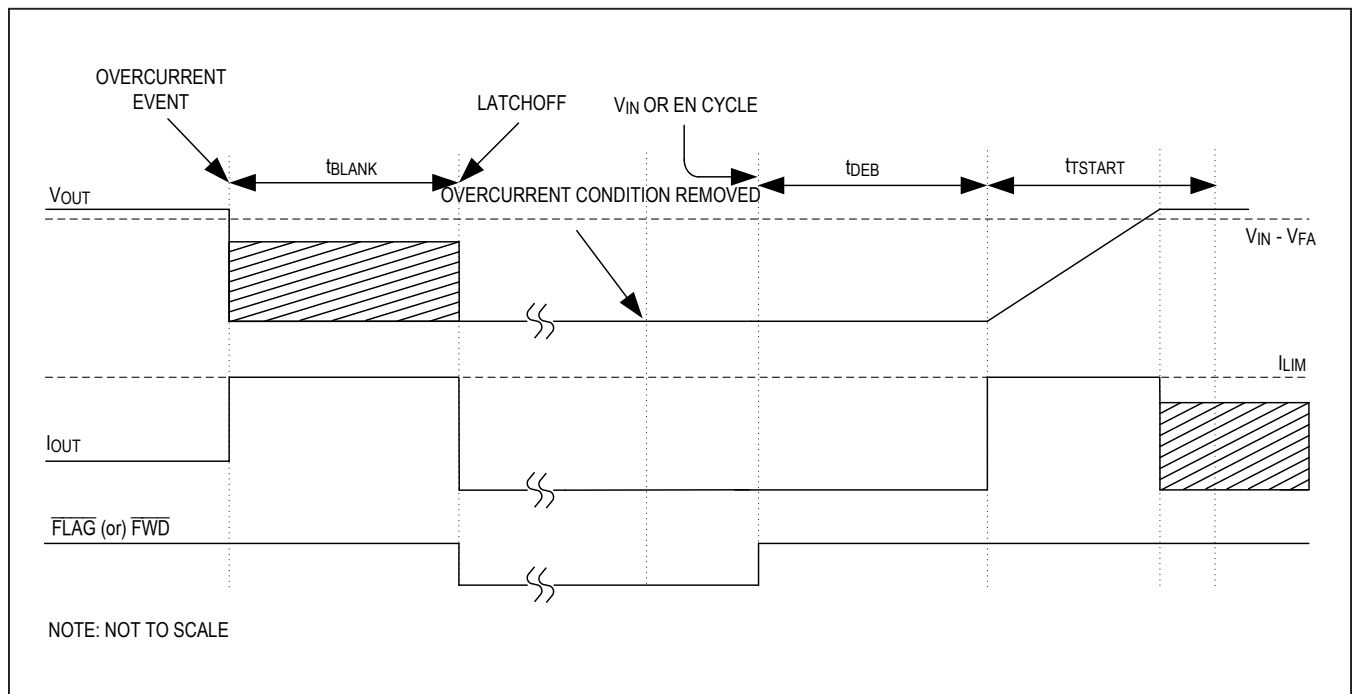 OVERCURRENT
EVENT
LATCHOFF
VIN OR EN CYCLE
tBLANK
tDEB
tTSTART
OVERCURRENT CONDITION REMOVED
VOUT
VIN - VFA
ILIM
IOUT
FLAG (or) FWD
NOTE: NOT TO SCALE